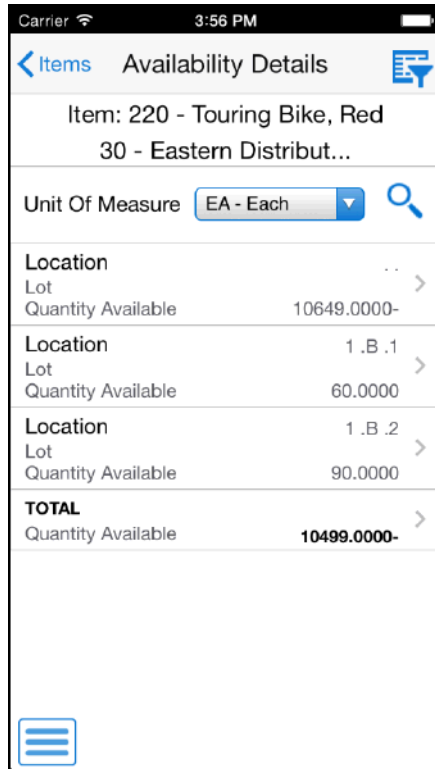 Carrier 3:56 PM
Items Availability Details
Item: 220 - Touring Bike, Red
30 - Eastern Distribut...
Unit Of Measure EA - Each
Location . .
Lot
Quantity Available 10649.0000-
Location 1 .B .1
Lot
Quantity Available 60.0000
Location 1 .B .2
Lot
Quantity Available 90.0000
TOTAL
Quantity Available 10499.0000-